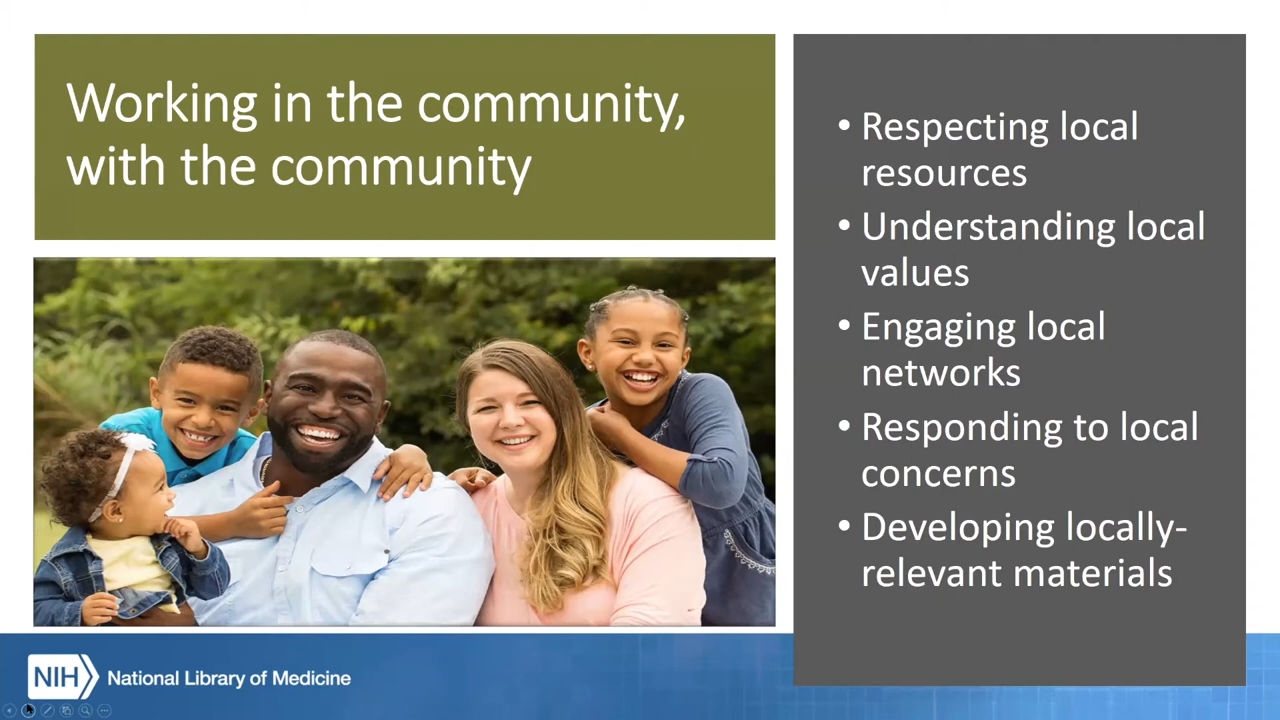 Working in the community,
with the community
• Respecting local
resources
• Understanding local
values
• Engaging local
networks
• Responding to local
concerns
• Developing locally-
relevant materials
NIH National Library of Medicine